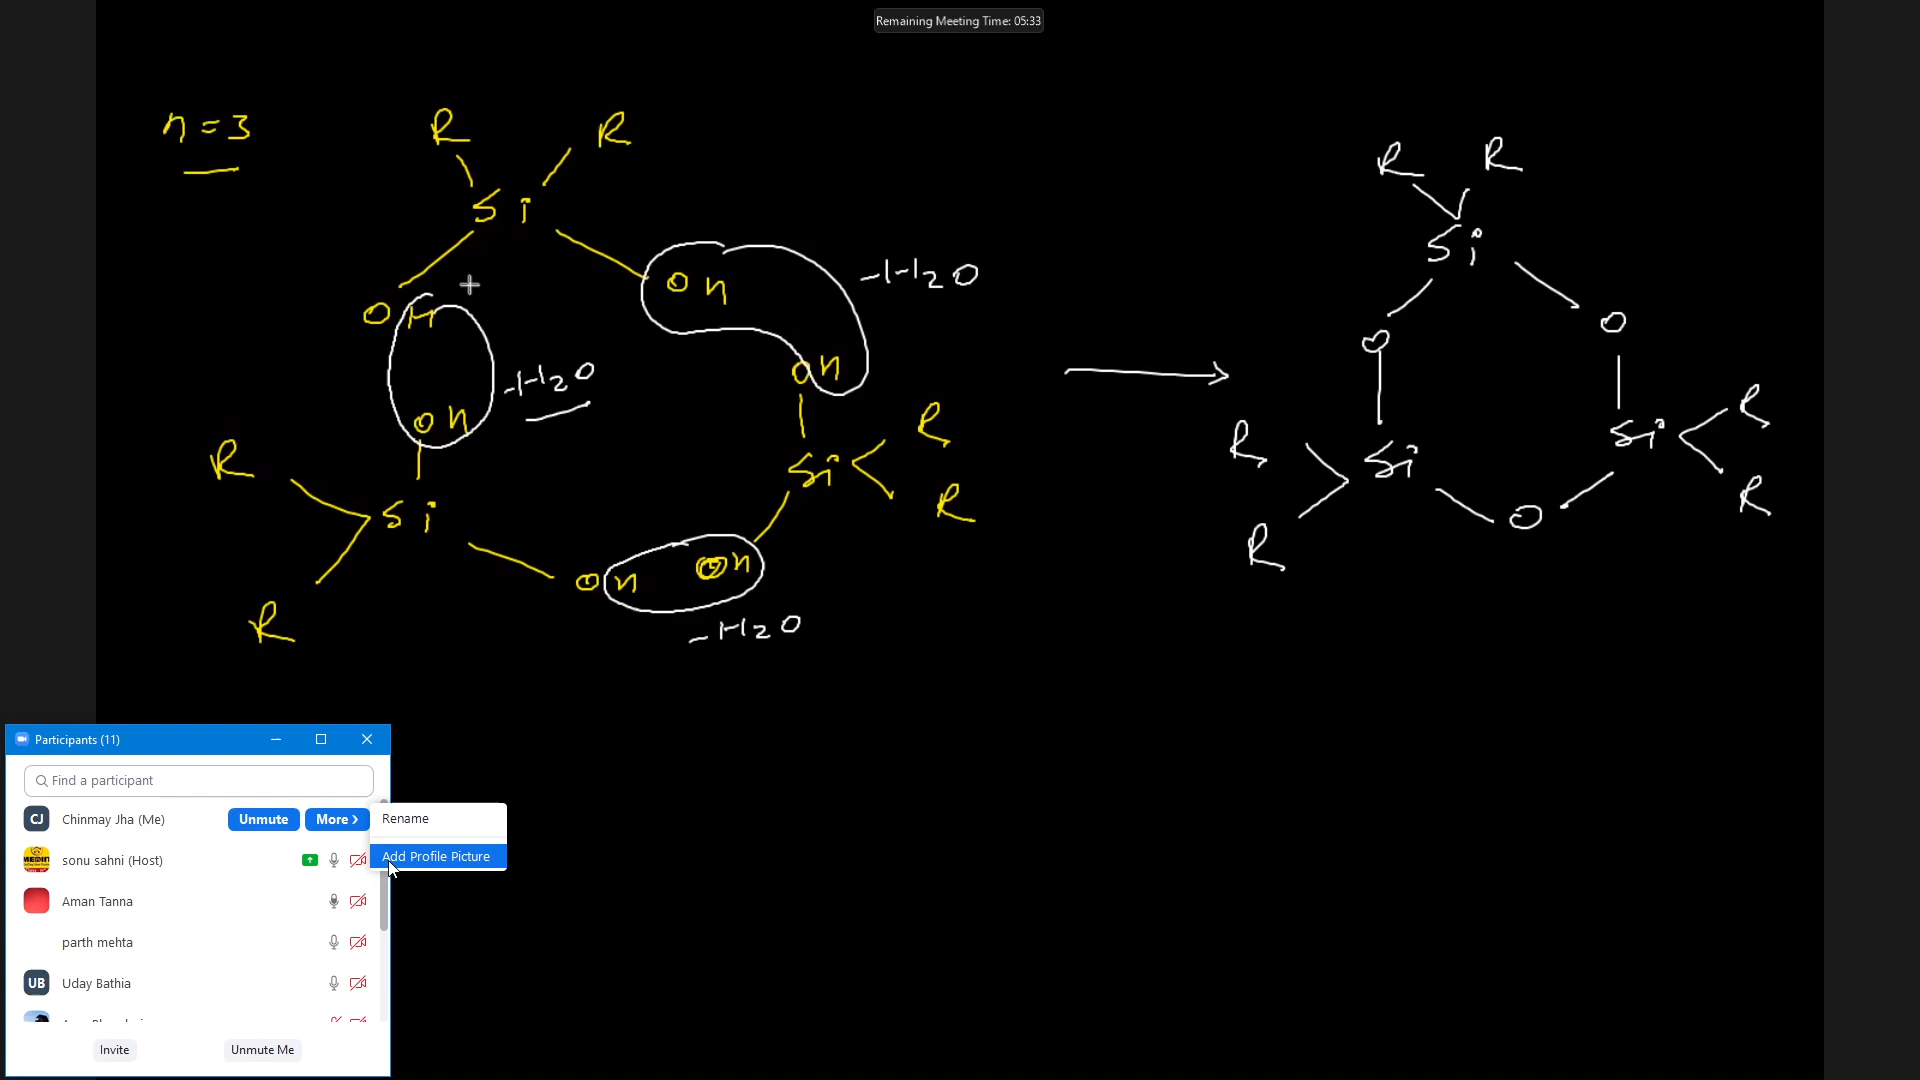 Remaining Meeting Time: 05:33
n = 3
R R
Si
OH OH -H2O
OH
OH -H2O
R
Si
R
R
Si
R
OH OH
-H2O
R R
Si
O O
R
Si
R
R
Si
R
O
Participants (11)
Find a participant
CJ Chinmay Jha (Me) Unmute More >
Rename
sonu sahni (Host)
Add Profile Picture
Aman Tanna
parth mehta
UB Uday Bathia
Invite Unmute Me